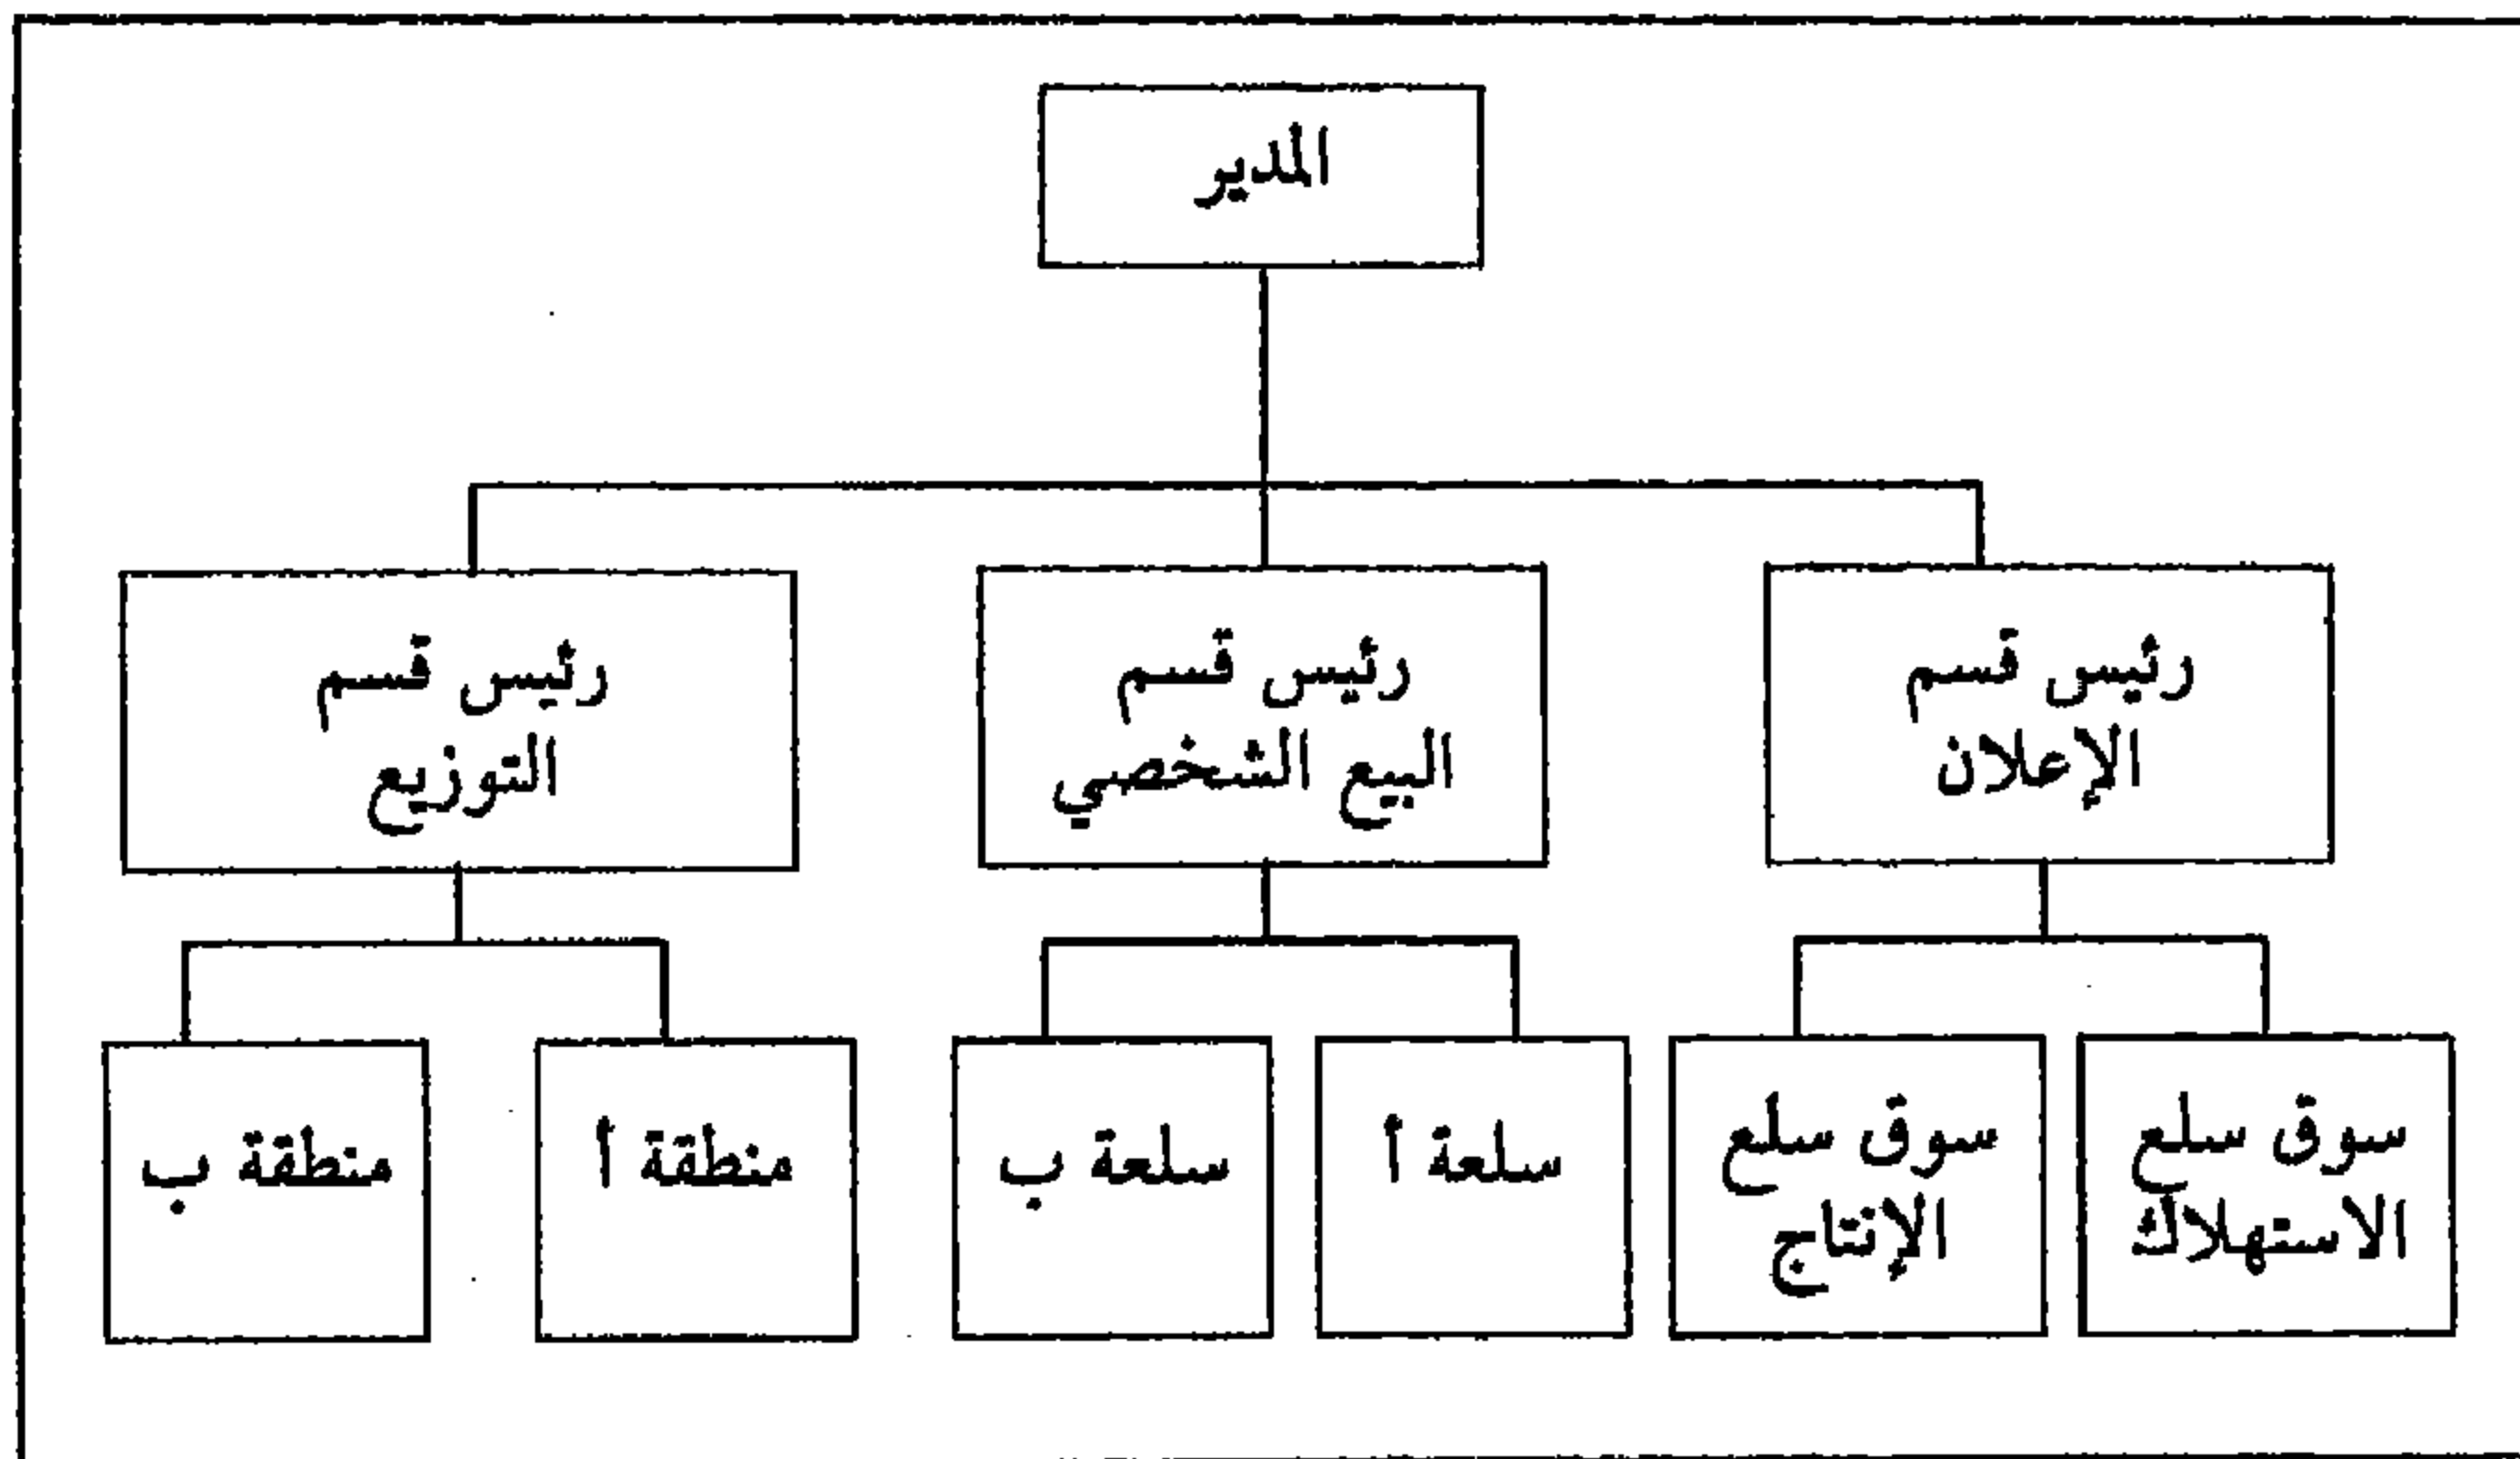 المدير
رئيس قسم
الإعلان
رئيس قسم
البيع الشخصي
رئيس قسم
التوزيع
سوق سلع
الاستهلاك
سوق سلع
الإنتاج
سلعة أ
سلعة ب
منطقة أ
منطقة ب